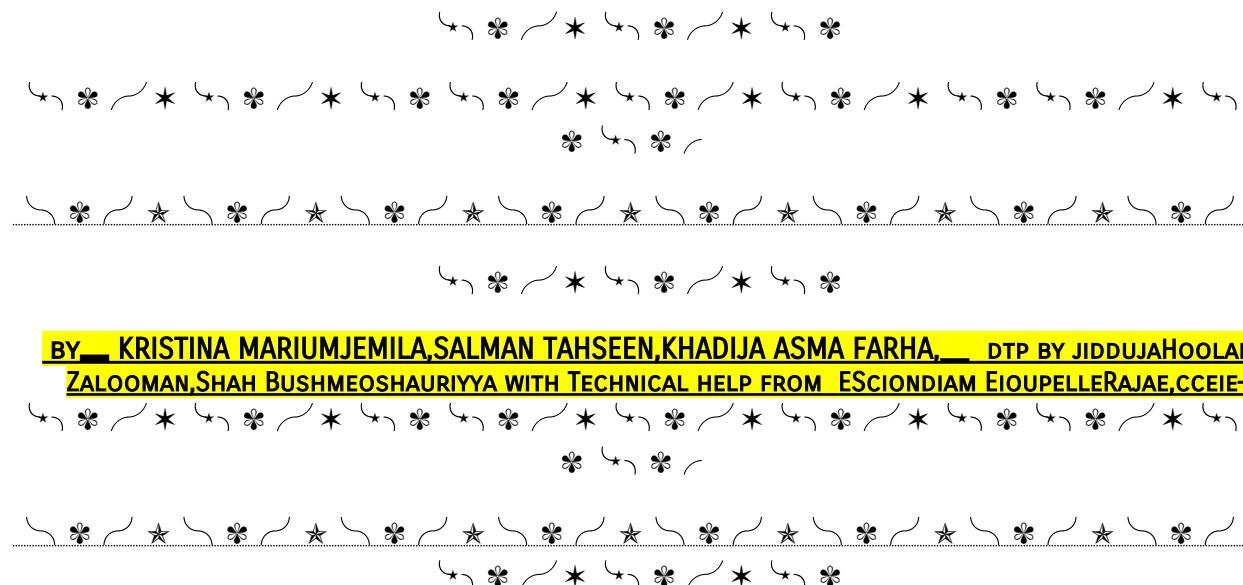 BY__ KRISTINA MARIUMJEMILA,SALMAN TAHSEEN,KHADIJA ASMA FARHA,__ DTP BY JIDDUJAHOOLA
ZALOOMAN,SHAH BUSHMEOSHAURIYYA WITH TECHNICAL HELP FROM ESCIONDIAM EIOUPELLERAJAE,CCEIE-